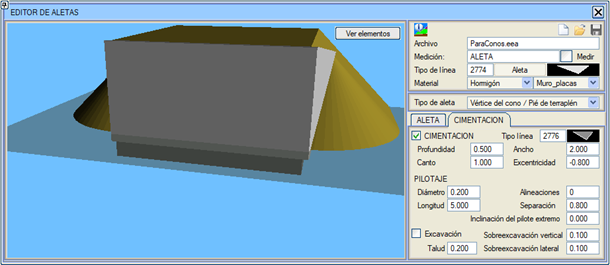 EDITOR DE ALETAS
Ver elementos
Archivo ParaConos.eea
Medición: ALETA Medir
Tipo de línea 2774 Aleta
Material Hormigón Muro_placas
Tipo de aleta Vértice del cono / Pié de terraplén
ALETA CIMENTACION
CIMENTACION Tipo línea 2776
Profundidad 0.500 Ancho 2.000
Canto 1.000 Excentricidad -0.800
PILOTAJE
Diámetro 0.200 Alineaciones 0
Longitud 5.000 Separación 0.800
Inclinación del pilote extremo 0.000
Excavación Sobreexcavación vertical 0.100
Talud 0.200 Sobreexcavación lateral 0.100